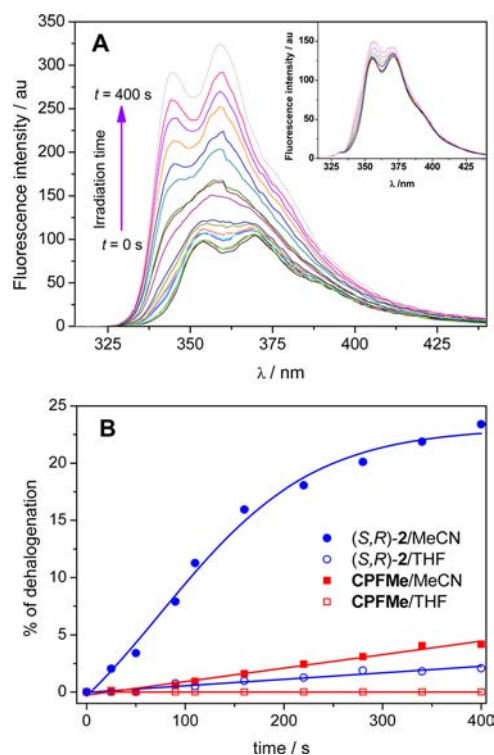 A
Fluorescence intensity / au
350
300
250
200
150
100
50
0
t = 400 s
Irradiation time
t = 0 s
325
350
375
400
425
λ / nm
Fluorescence intensity / au
150
100
50
0
325
350
375
400
425
λ /nm
B
% of dehalogenation
25
20
15
10
5
0
(S,R)-2/MeCN
(S,R)-2/THF
CPFMe/MeCN
CPFMe/THF
0
100
200
300
400
time / s